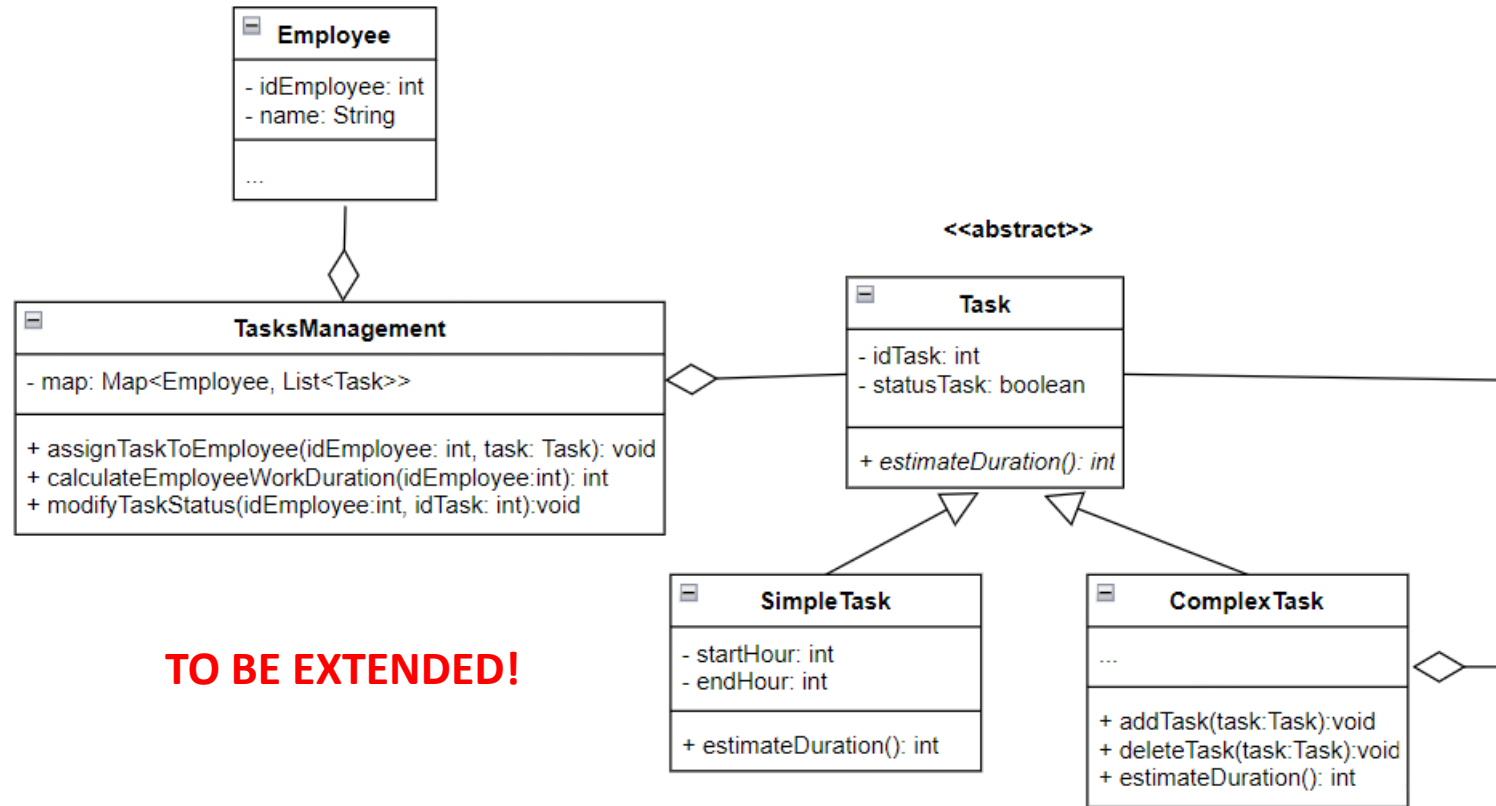 Employee
- idEmployee: int
- name: String
...
TasksManagement
- map: Map<Employee, List<Task>>
+ assignTaskToEmployee(idEmployee: int, task: Task): void
+ calculateEmployeeWorkDuration(idEmployee:int): int
+ modifyTaskStatus(idEmployee:int, idTask: int):void
<<abstract>>
Task
- idTask: int
- statusTask: boolean
+ estimateDuration(): int
SimpleTask
- startHour: int
- endHour: int
+ estimateDuration(): int
ComplexTask
...
+ addTask(task:Task):void
+ deleteTask(task:Task):void
+ estimateDuration(): int
TO BE EXTENDED!